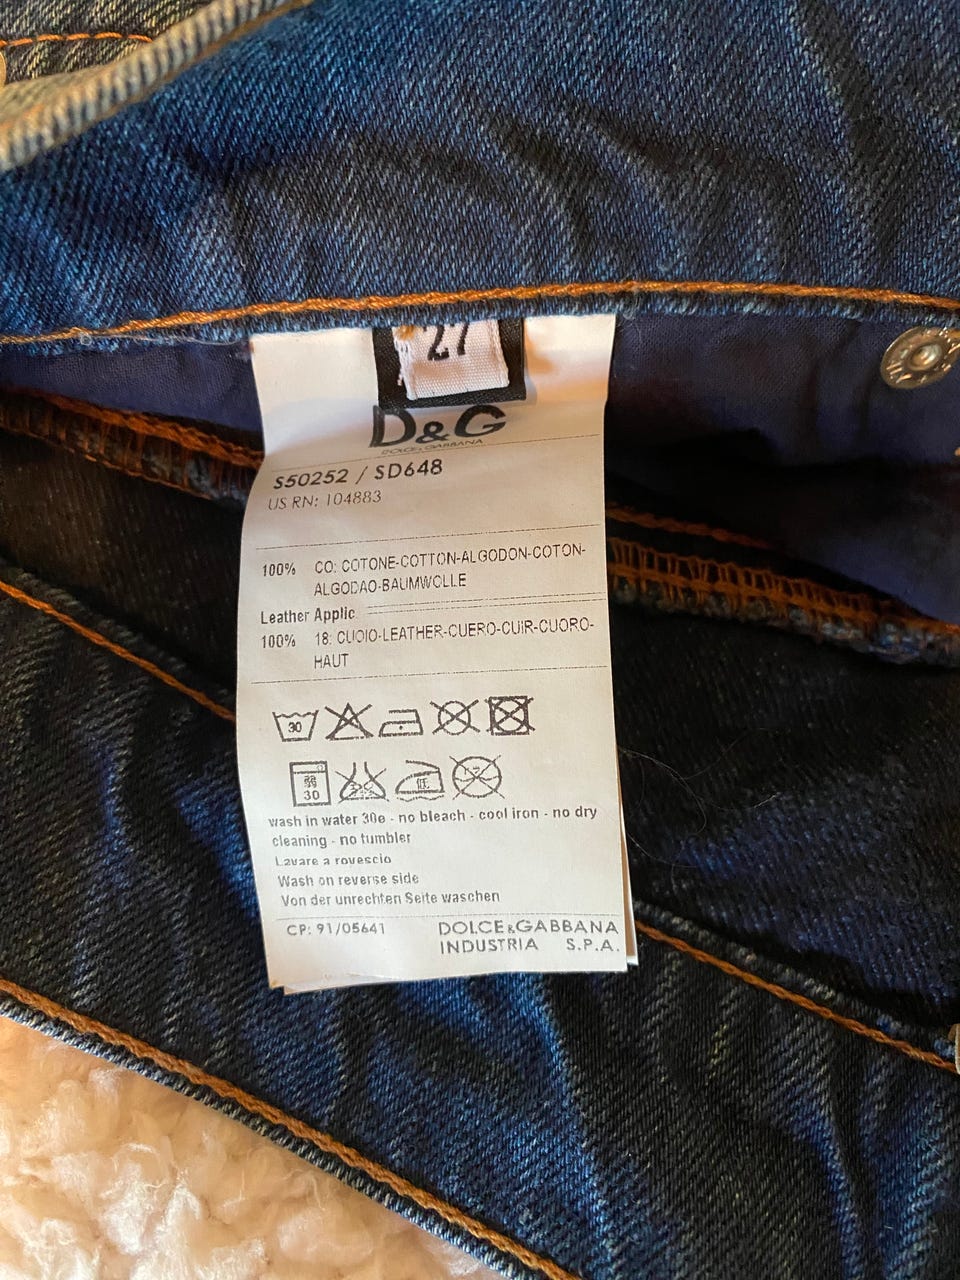 27
D&G
DOLCE & GABBANA
S50252 / SD648
US RN: 104883
100% CO: COTONE-COTTON-ALGODON-COTON-
ALGODAO-BAUMWOLLE
Leather Applic
100% 18: CUOIO-LEATHER-CUERO-CUIR-CUORO-
HAUT
30
弱
30
低
wash in water 30ø - no bleach - cool iron - no dry
cleaning - no tumbler
Lavare a rovescio
Wash on reverse side
Von der unrechten Seite waschen
CP: 91/05641
DOLCE&GABBANA
INDUSTRIA S.P.A.